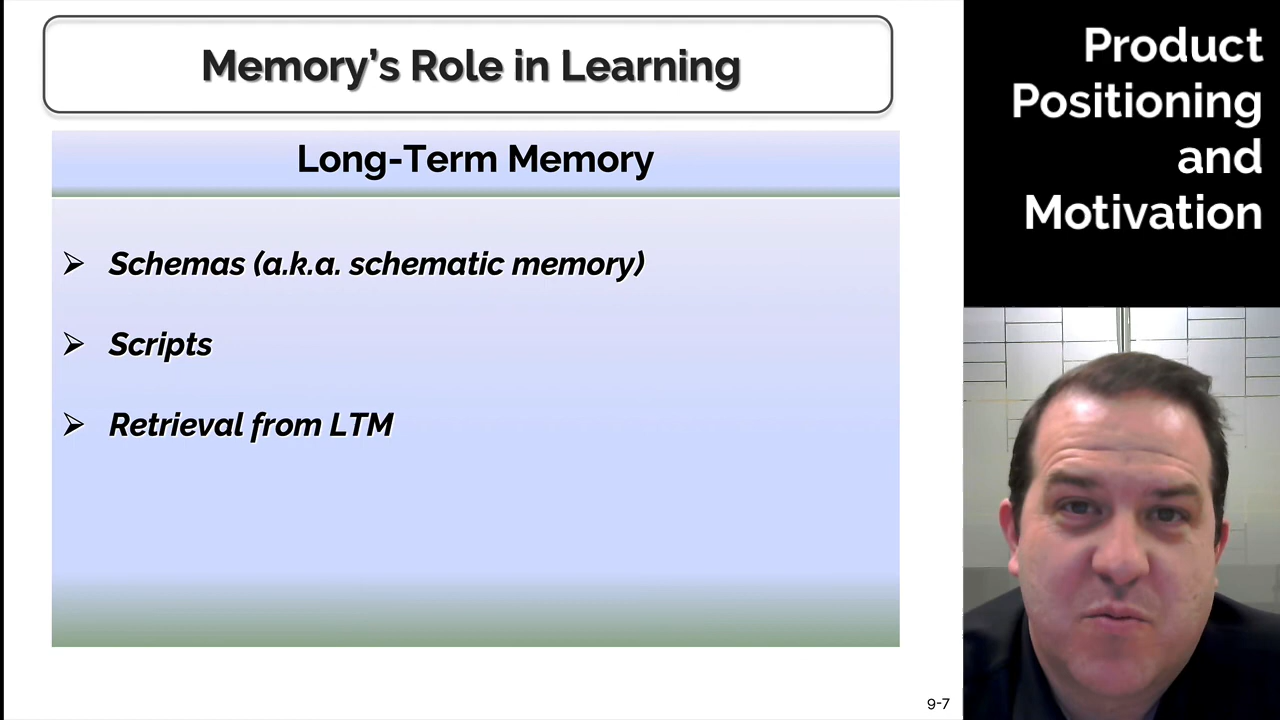 Memory’s Role in Learning
Long-Term Memory
➢ Schemas (a.k.a. schematic memory)
➢ Scripts
➢ Retrieval from LTM
9-7
Product
Positioning
and
Motivation